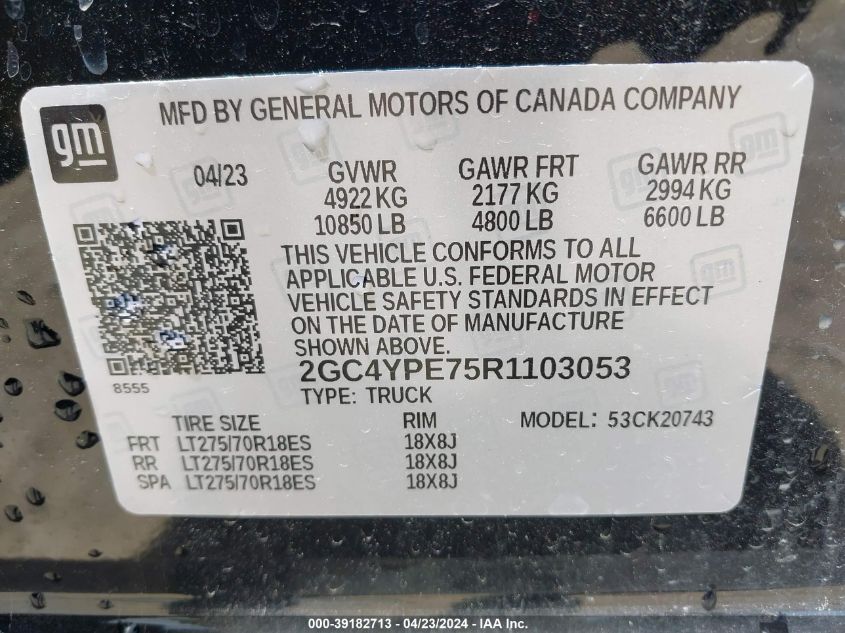 gm
MFD BY GENERAL MOTORS OF CANADA COMPANY
04/23
GVWR GAWR FRT GAWR RR
4922 KG 2177 KG 2994 KG
10850 LB 4800 LB 6600 LB
THIS VEHICLE CONFORMS TO ALL
APPLICABLE U.S. FEDERAL MOTOR
VEHICLE SAFETY STANDARDS IN EFFECT
ON THE DATE OF MANUFACTURE
SHOWN ABOVE.
8555
2GC4YPE75R1103053
TYPE: TRUCK
TIRE SIZE RIM MODEL: 53CK20743
FRT LT275/70R18ES 18X8J
RR LT275/70R18ES 18X8J
SPA LT275/70R18ES 18X8J
000-39182713 - 04/23/2024 - IAA Inc.